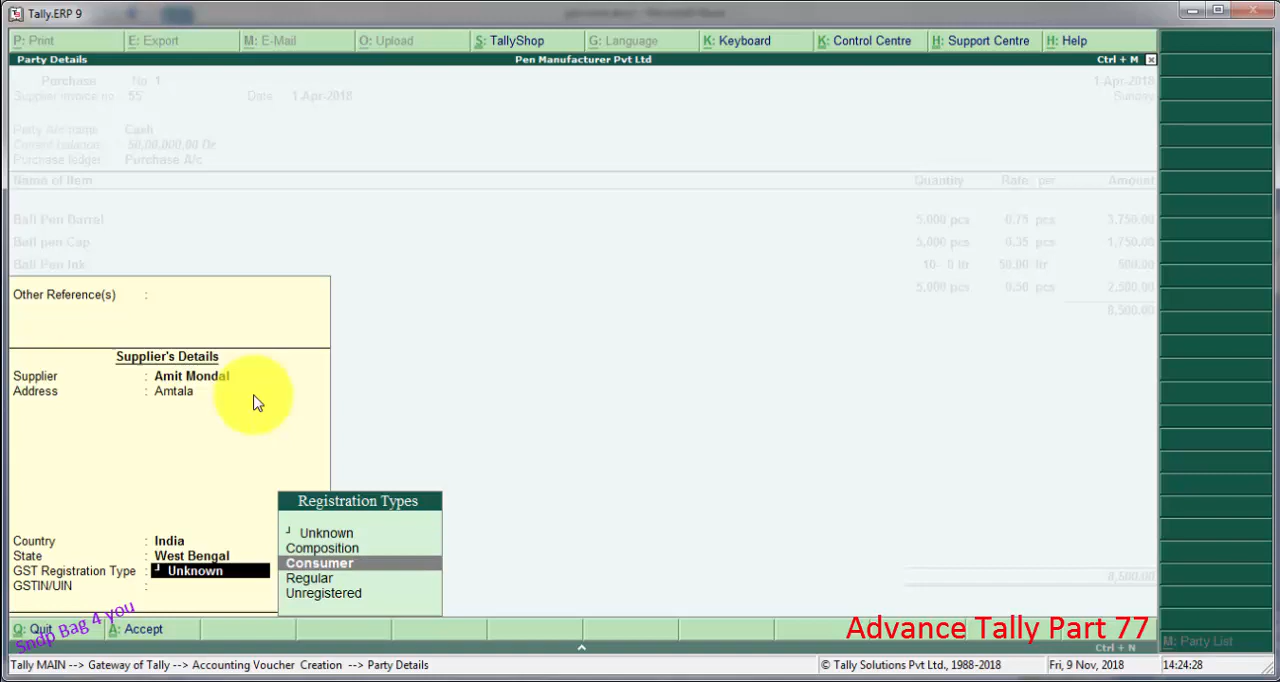 Tally.ERP 9
P: Print E: Export M: E-Mail O: Upload S: TallyShop G: Language K: Keyboard K: Control Centre H: Support Centre H: Help
Party Details Pen Manufacturer Pvt Ltd Ctrl + M
Purchase No 1 1-Apr-2018
Supplier invoice no 55 Date 1-Apr-2018 Sunday
Party A/c name Cash
Current balance 50,00,000.00 Dr
Purchase ledger Purchase A/c
Name of Item Quantity Rate per Amount
Ball Pen Barral 5,000 pcs 0.75 pcs 3,750.00
Ball pen Cap 5,000 pcs 0.35 pcs 1,750.00
Ball Pen Ink 10- 0 ltr 50.00 ltr 500.00
5,000 pcs 0.50 pcs 2,500.00
8,500.00
Other Reference(s) :
Supplier's Details
Supplier : Amit Mondal
Address : Amtala
Registration Types
Unknown
Composition
Consumer
Regular
Unregistered
Country : India
State : West Bengal
GST Registration Type : Unknown
GSTIN/UIN :
8,500.00
Q: Quit A: Accept
Sndp Bag 4 you
Advance Tally Part 77
M: Party List
Ctrl + N
Tally MAIN --> Gateway of Tally --> Accounting Voucher Creation --> Party Details © Tally Solutions Pvt Ltd., 1988-2018 Fri, 9 Nov, 2018 14:24:28